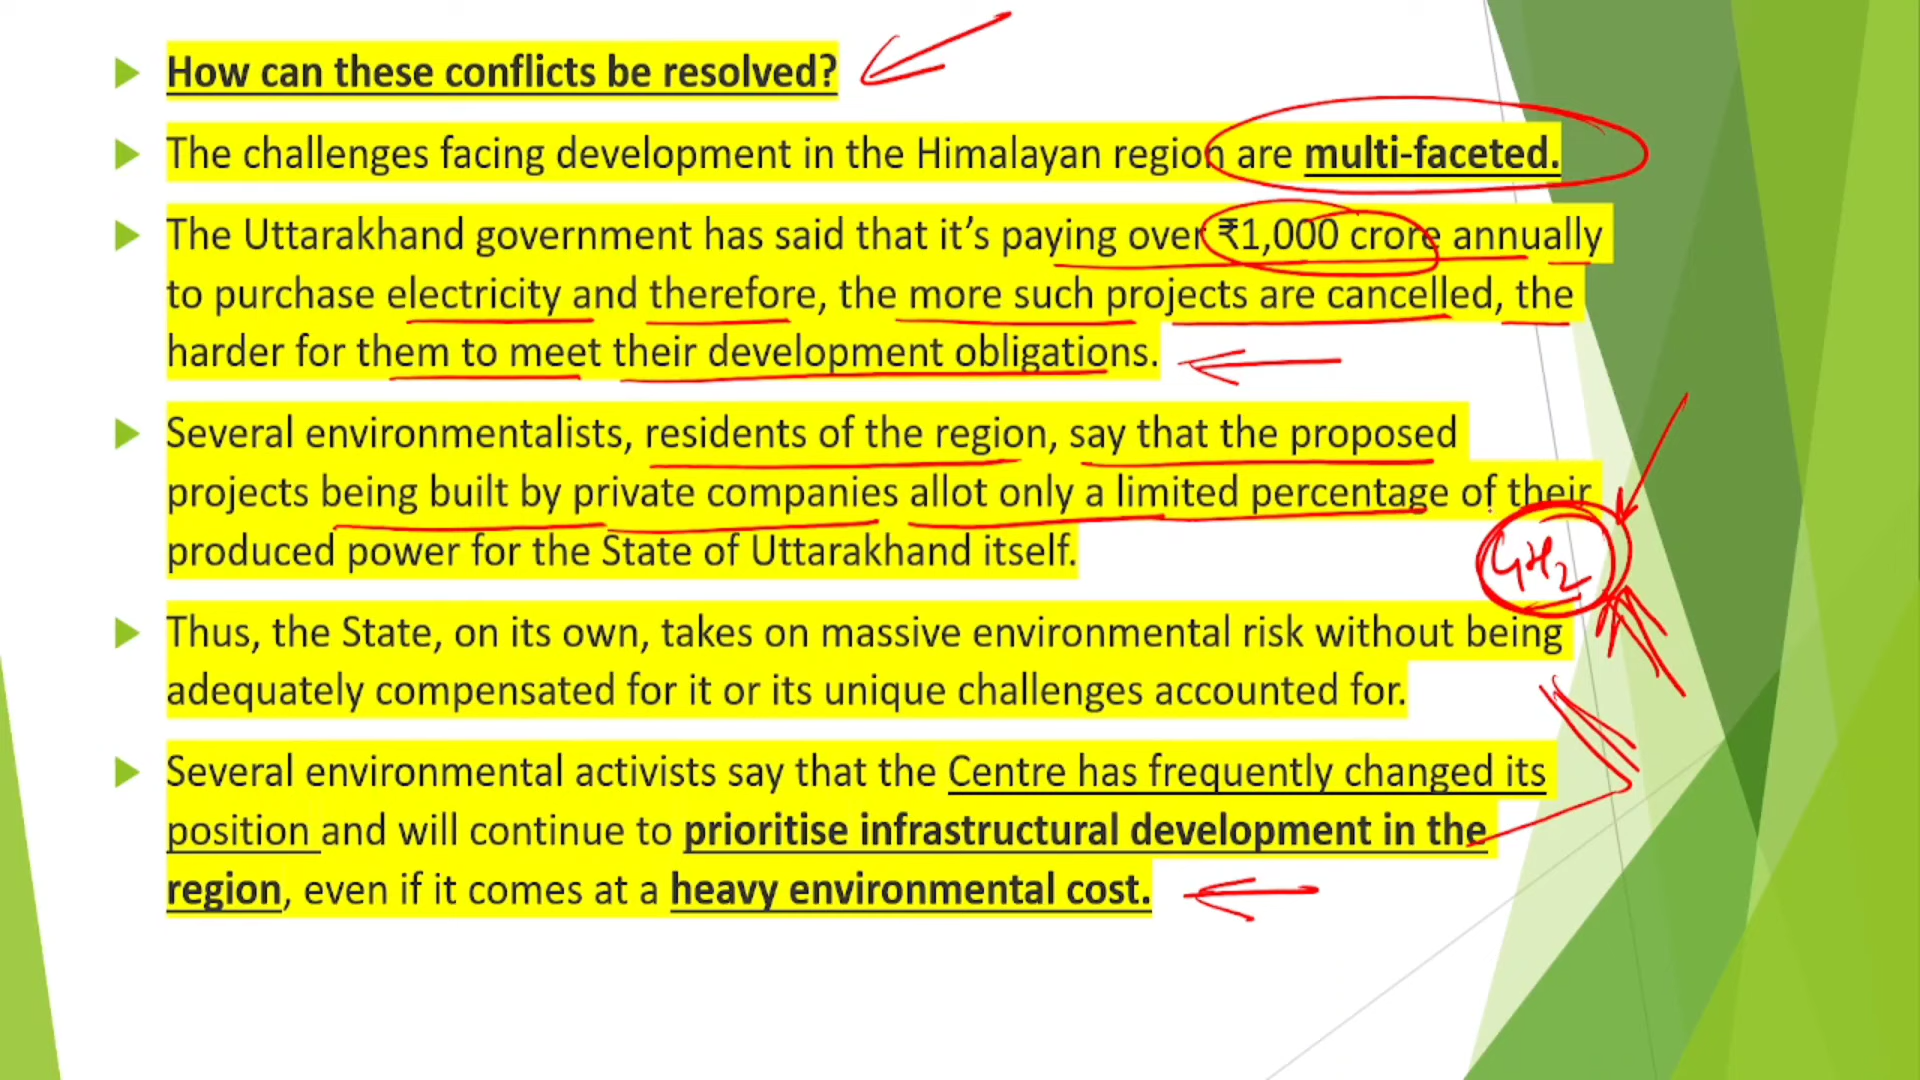 How can these conflicts be resolved?
The challenges facing development in the Himalayan region are multi-faceted.
The Uttarakhand government has said that it’s paying over ₹1,000 crore annually
to purchase electricity and therefore, the more such projects are cancelled, the
harder for them to meet their development obligations.
Several environmentalists, residents of the region, say that the proposed
projects being built by private companies allot only a limited percentage of their
produced power for the State of Uttarakhand itself.
GH2
Thus, the State, on its own, takes on massive environmental risk without being
adequately compensated for it or its unique challenges accounted for.
Several environmental activists say that the Centre has frequently changed its
position and will continue to prioritise infrastructural development in the
region, even if it comes at a heavy environmental cost.